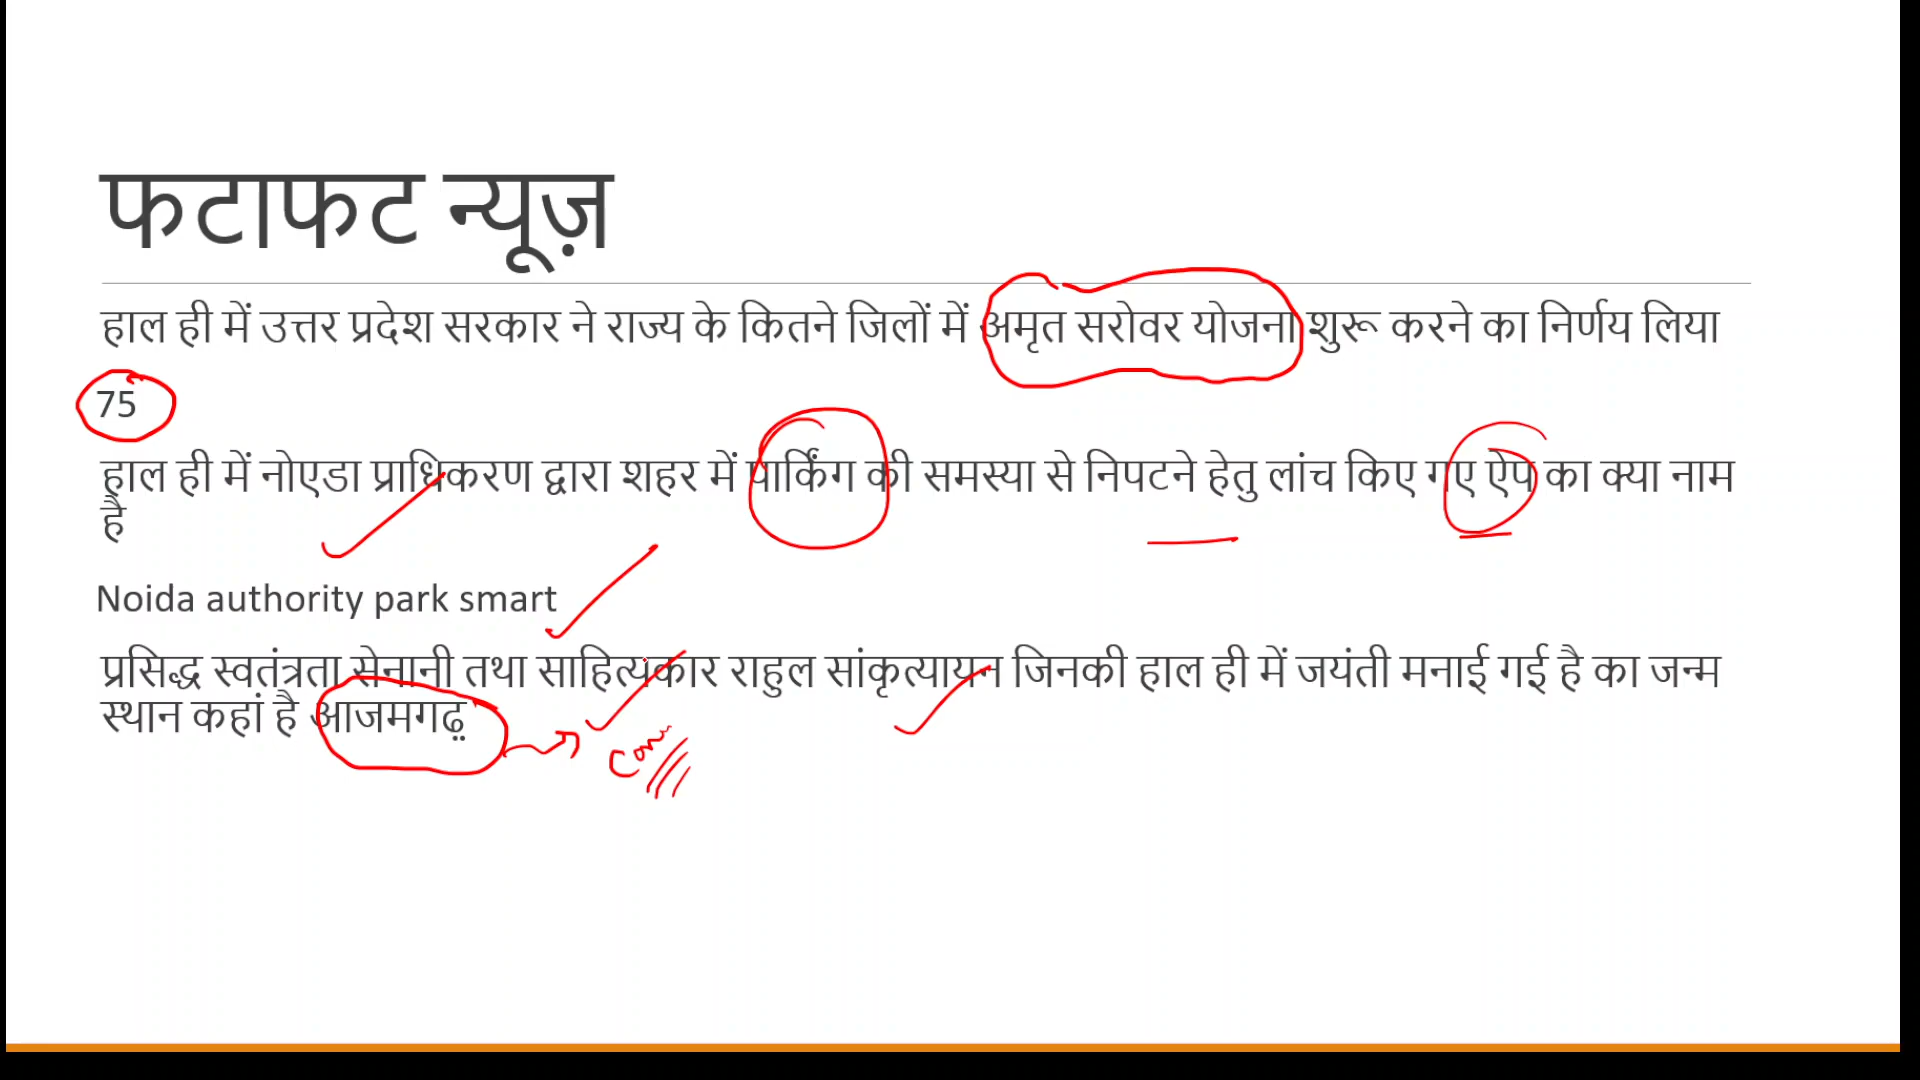 फटाफट न्यूज़
हाल ही में उत्तर प्रदेश सरकार ने राज्य के कितने जिलों में अमृत सरोवर योजना शुरू करने का निर्णय लिया
75
हाल ही में नोएडा प्राधिकरण द्वारा शहर में पार्किंग की समस्या से निपटने हेतु लांच किए गए ऐप का क्या नाम
है
Noida authority park smart
प्रसिद्ध स्वतंत्रता सेनानी तथा साहित्यकार राहुल सांकृत्यायन जिनकी हाल ही में जयंती मनाई गई है का जन्म
स्थान कहां है आजमगढ़